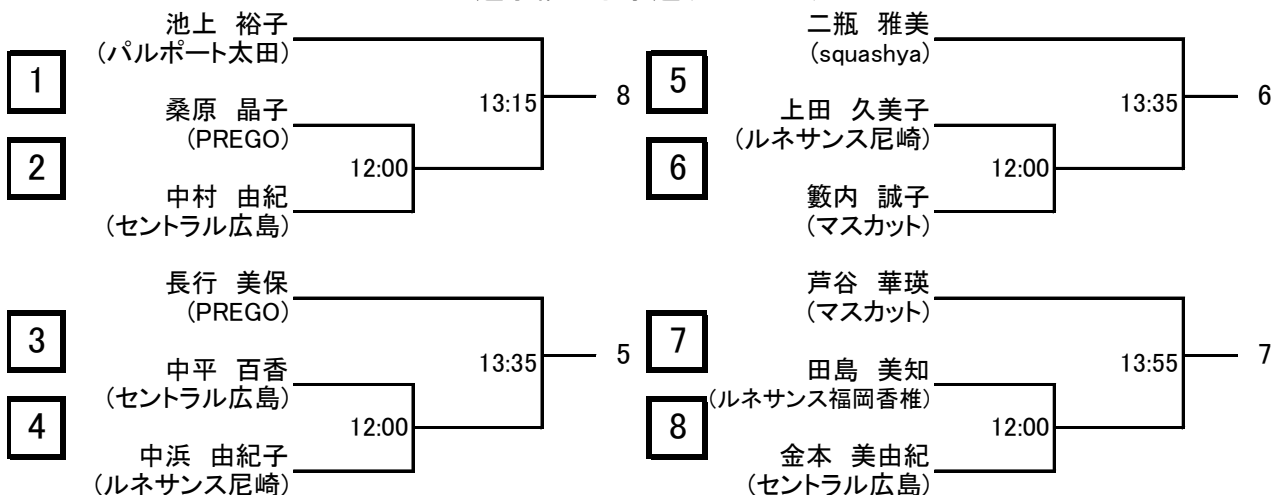 池上 裕子
(パルポート太田)
1
桑原 晶子
(PREGO)
13:15
8
2
12:00
中村 由紀
(セントラル広島)
長行 美保
(PREGO)
3
中平 百香
(セントラル広島)
13:35
5
4
12:00
中浜 由紀子
(ルネサンス尼崎)
二瓶 雅美
(squashya)
5
上田 久美子
(ルネサンス尼崎)
13:35
6
6
12:00
籔内 誠子
(マスカット)
芦谷 華瑛
(マスカット)
7
田島 美知
(ルネサンス福岡香椎)
13:55
7
8
12:00
金本 美由紀
(セントラル広島)